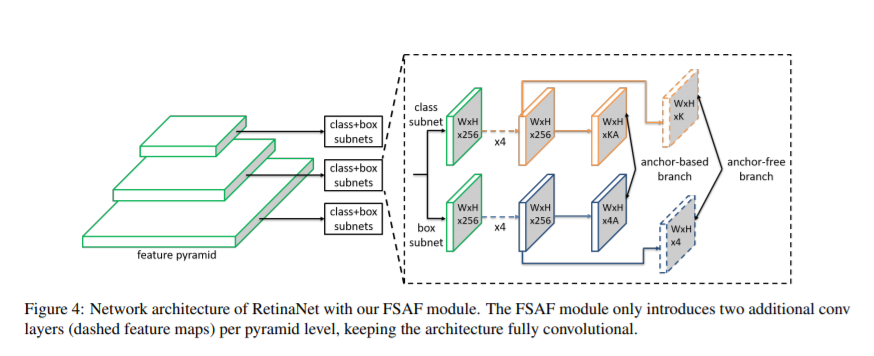 class+box
subnets
class+box
subnets
class+box
subnets
feature pyramid
class
subnet
WxH
x256
x4
WxH
x256
WxH
xKA
WxH
xK
anchor-based
branch
anchor-free
branch
box
subnet
WxH
x256
x4
WxH
x256
WxH
x4A
WxH
x4
Figure 4: Network architecture of RetinaNet with our FSAF module. The FSAF module only introduces two additional conv
layers (dashed feature maps) per pyramid level, keeping the architecture fully convolutional.